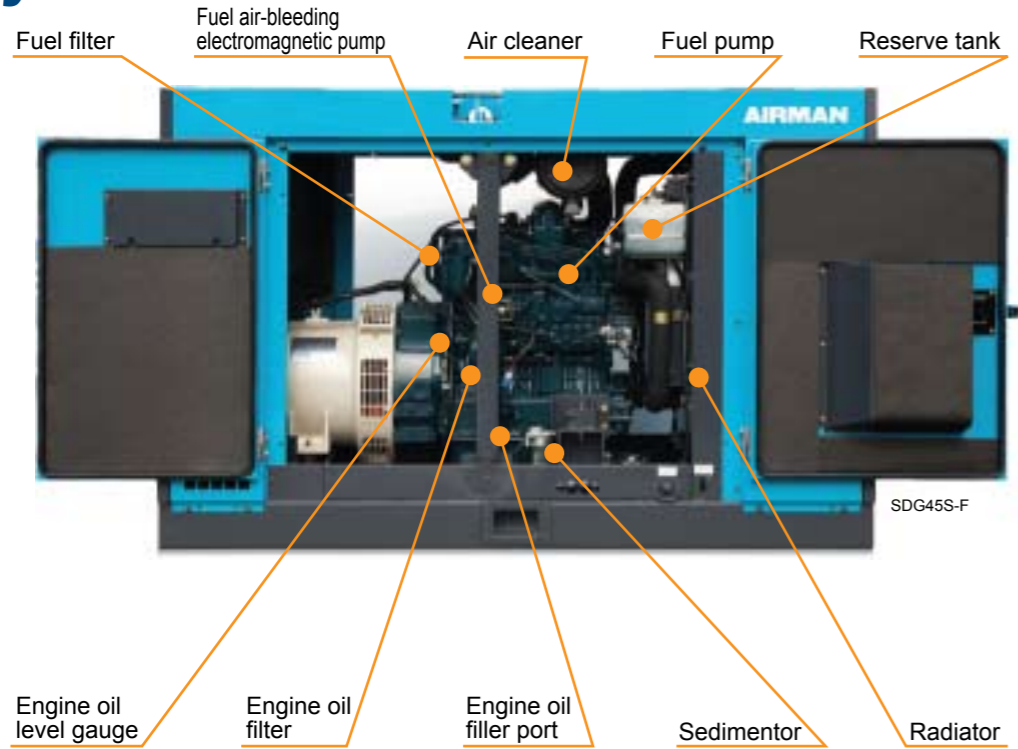 Fuel filter
Fuel air-bleeding
electromagnetic pump
Air cleaner
Fuel pump
Reserve tank
AIRMAN
SDG45S-F
Engine oil
level gauge
Engine oil
filter
Engine oil
filler port
Sedimentor
Radiator